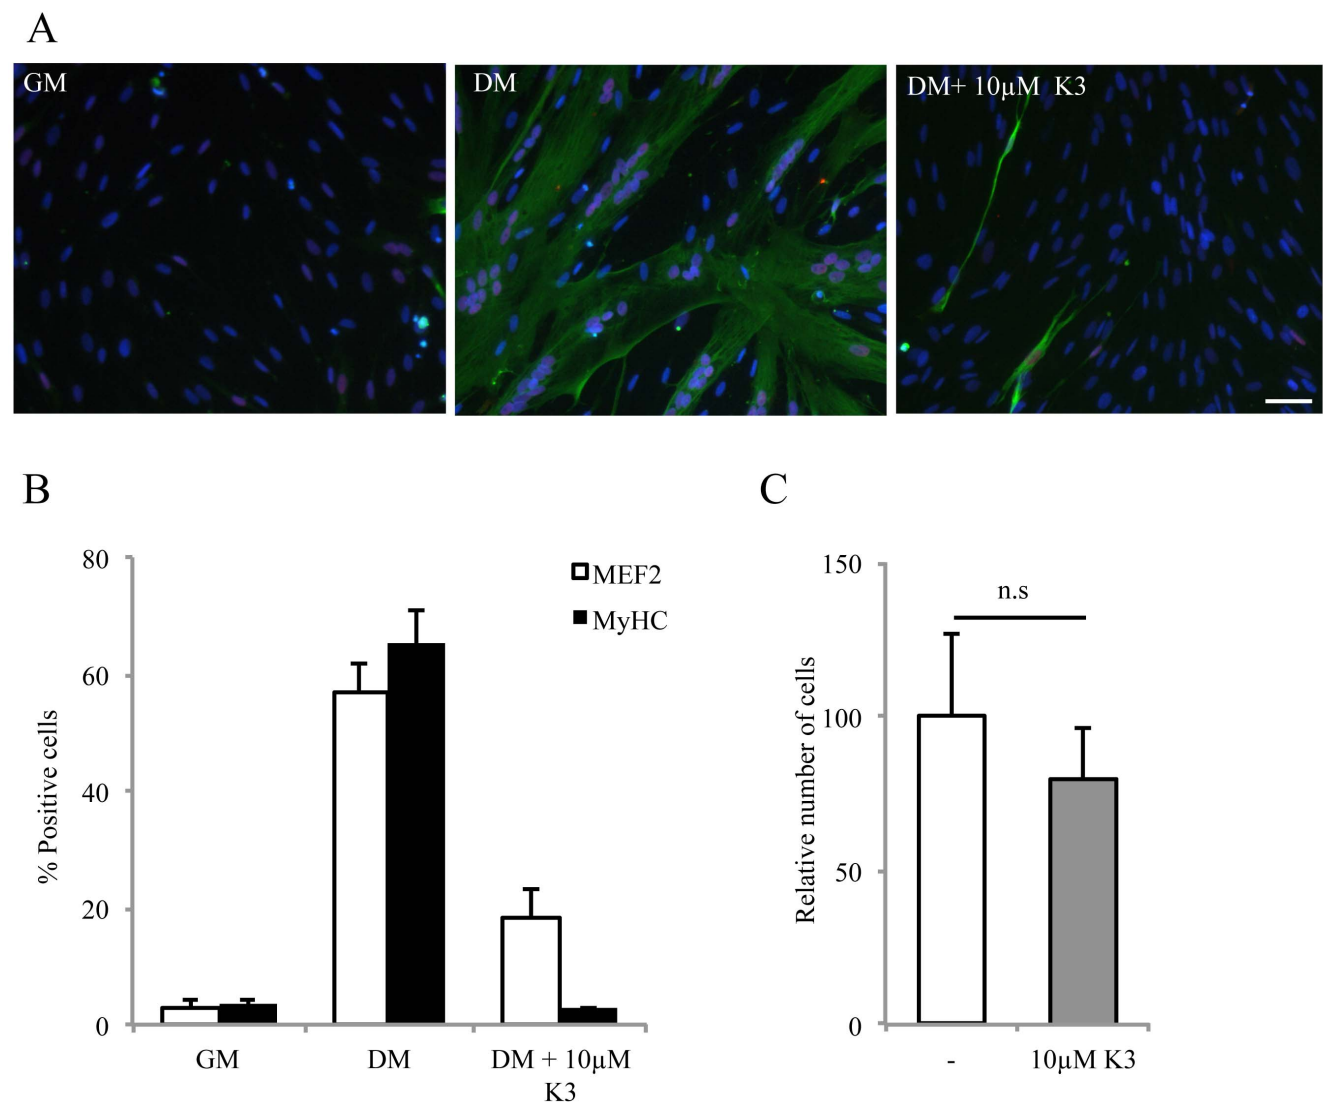 A
GM
DM
DM+ 10µM K3
B
C
80
60
40
20
0
% Positive cells
MEF2
MyHC
GM
DM
DM + 10µM
K3
150
100
50
0
Relative number of cells
n.s
-
10µM K3